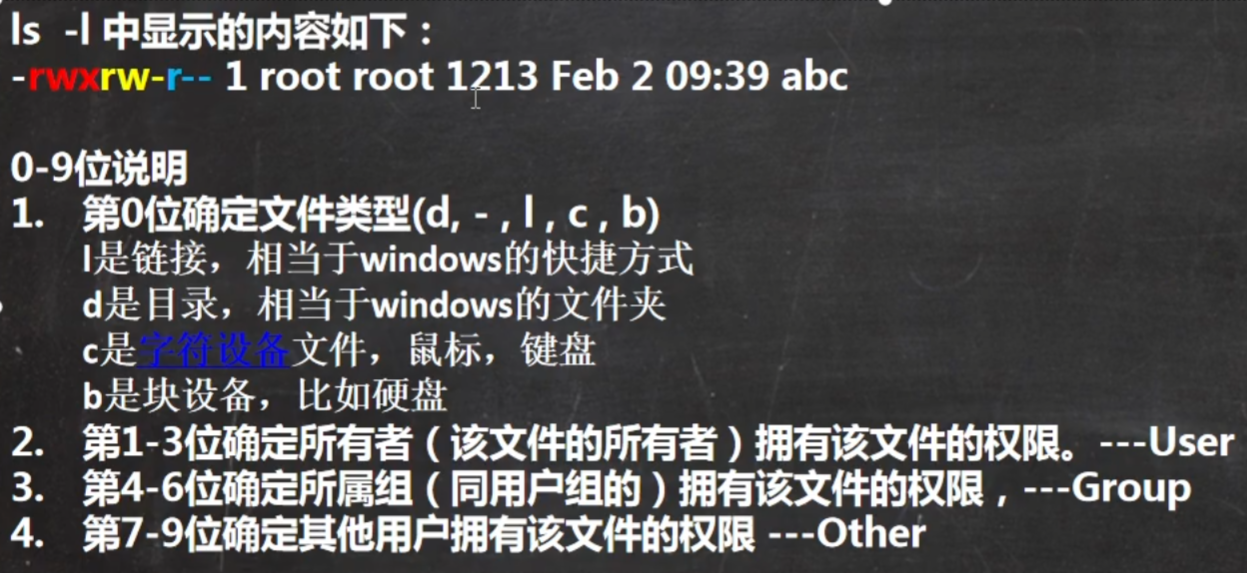 ls -l 中显示的内容如下：
-rwxrw-r-- 1 root root 1213 Feb 2 09:39 abc
0-9位说明
1. 第0位确定文件类型(d, - , l , c , b)
l是链接，相当于windows的快捷方式
d是目录，相当于windows的文件夹
c是字符设备文件，鼠标，键盘
b是块设备，比如硬盘
2. 第1-3位确定所有者（该文件的所有者）拥有该文件的权限。---User
3. 第4-6位确定所属组（同用户组的）拥有该文件的权限，---Group
4. 第7-9位确定其他用户拥有该文件的权限 ---Other